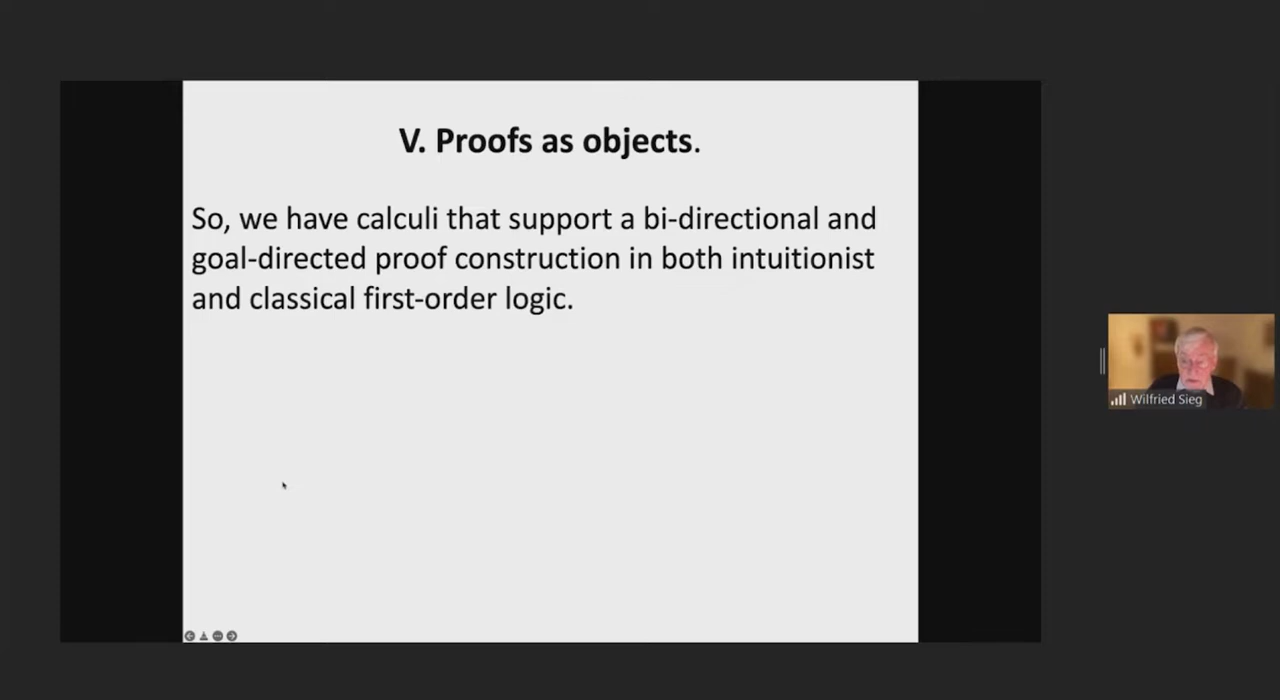 V. Proofs as objects.
So, we have calculi that support a bi-directional and
goal-directed proof construction in both intuitionist
and classical first-order logic.
Wilfried Sieg